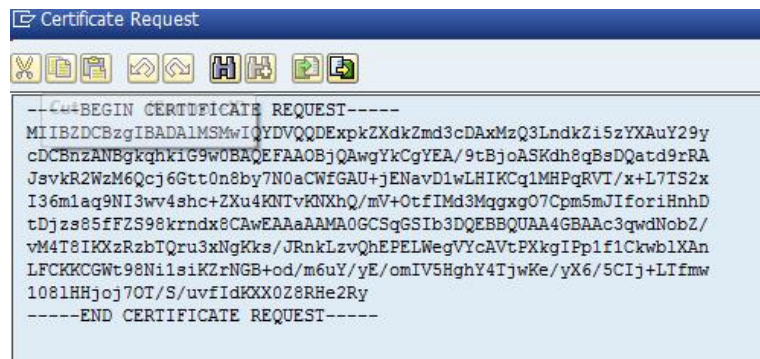 Certificate Request
-----BEGIN CERTIFICATE REQUEST-----
MIIBZDCBzgIBADAlMSMwIQYDVQQDExpkZXdkZmd3cDAxMzQ3LndkZi5zYXAuY29y
cDCBnzANBgkqhkiG9w0BAQEFAAOBjQAwgYkCgYEA/9tBjoASKdh8qBsDQatd9rRA
JsvkR2WzM6Qcj6Gtt0n8by7N0aCWfGAU+jENavD1wLHIKCq1MHPqRVT/x+L7TS2x
I36m1aq9NI3wv4shc+ZXu4KNTvKNXhQ/mV+OtfIMd3MqgxgO7Cpm5mJIforiHnhD
tDjzs85fFZS98krndx8CAwEAAaAAMA0GCSqGSIb3DQEBBQUAA4GBAAc3qwdNobZ/
vM4T8IKXzRzbTQru3xNgKks/JRnkLzvQhEPELWegVYcAVtPXkgIPp1f1CkwblXAn
LFCKKCGWt98Ni1siKZrNGB+od/m6uY/yE/omIV5HghY4TjwKe/yX6/5CIj+LTfmw
108lHHjoj7OT/S/uvfIdKXX0Z8RHe2Ry
-----END CERTIFICATE REQUEST-----